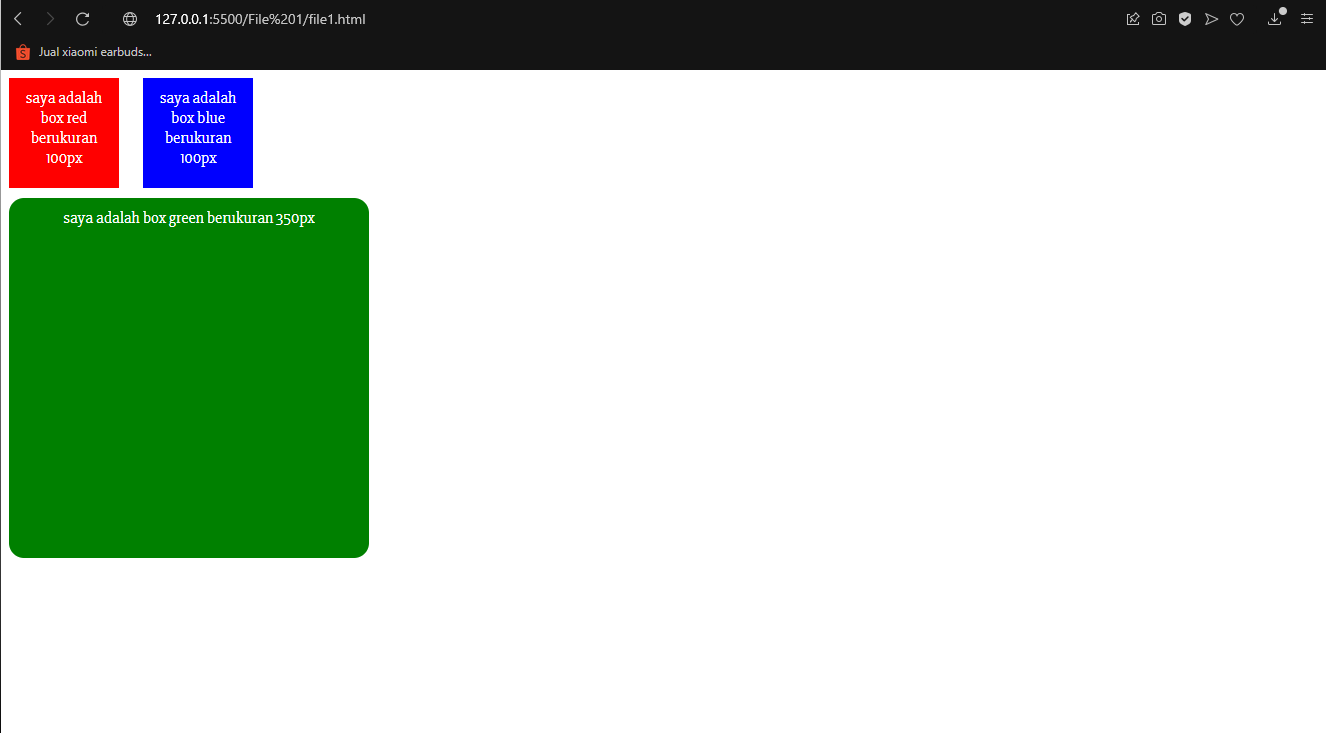 127.0.0.1:5500/File%201/file1.html
Jual xiaomi earbuds...
saya adalah
box red
berukuran
100px
saya adalah
box blue
berukuran
100px
saya adalah box green berukuran 350px